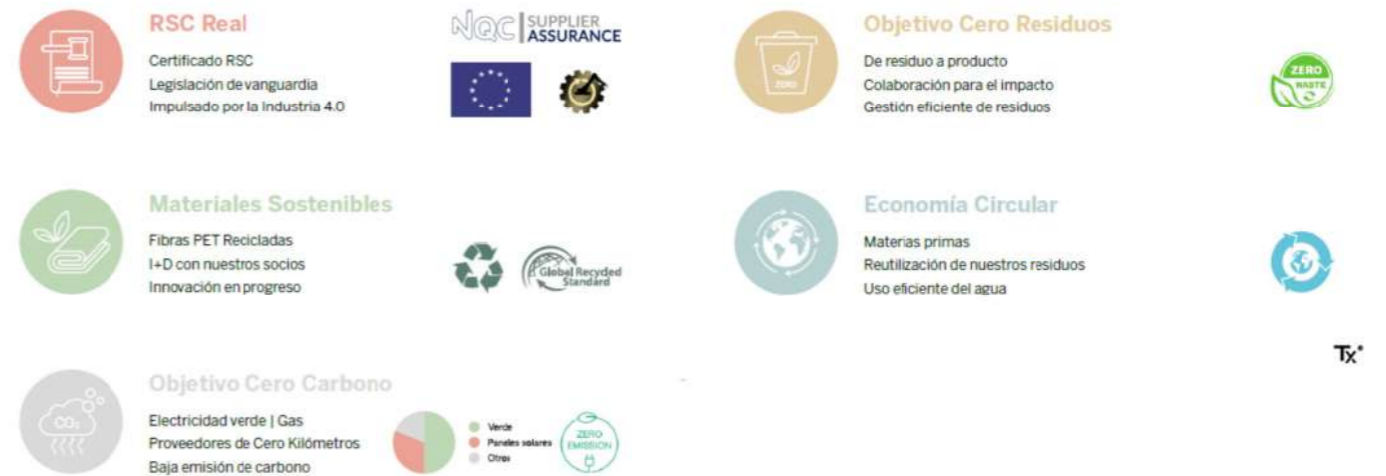 RSC Real
Certificado RSC
Legislación de vanguardia
Impulsado por la Industria 4.0
NQC SUPPLIER
ASSURANCE
Objetivo Cero Residuos
De residuo a producto
Colaboración para el impacto
Gestión eficiente de residuos
ZERO
ZERO
WASTE
Materiales Sostenibles
Fibras PET Recicladas
I+D con nuestros socios
Innovación en progreso
Global Recycled
Standard
Economía Circular
Materias primas
Reutilización de nuestros residuos
Uso eficiente del agua
Tx
Objetivo Cero Carbono
CO₂
Electricidad verde | Gas
Proveedores de Cero Kilómetros
Baja emisión de carbono
Verde
Paneles solares
Otros
ZERO
EMISSION